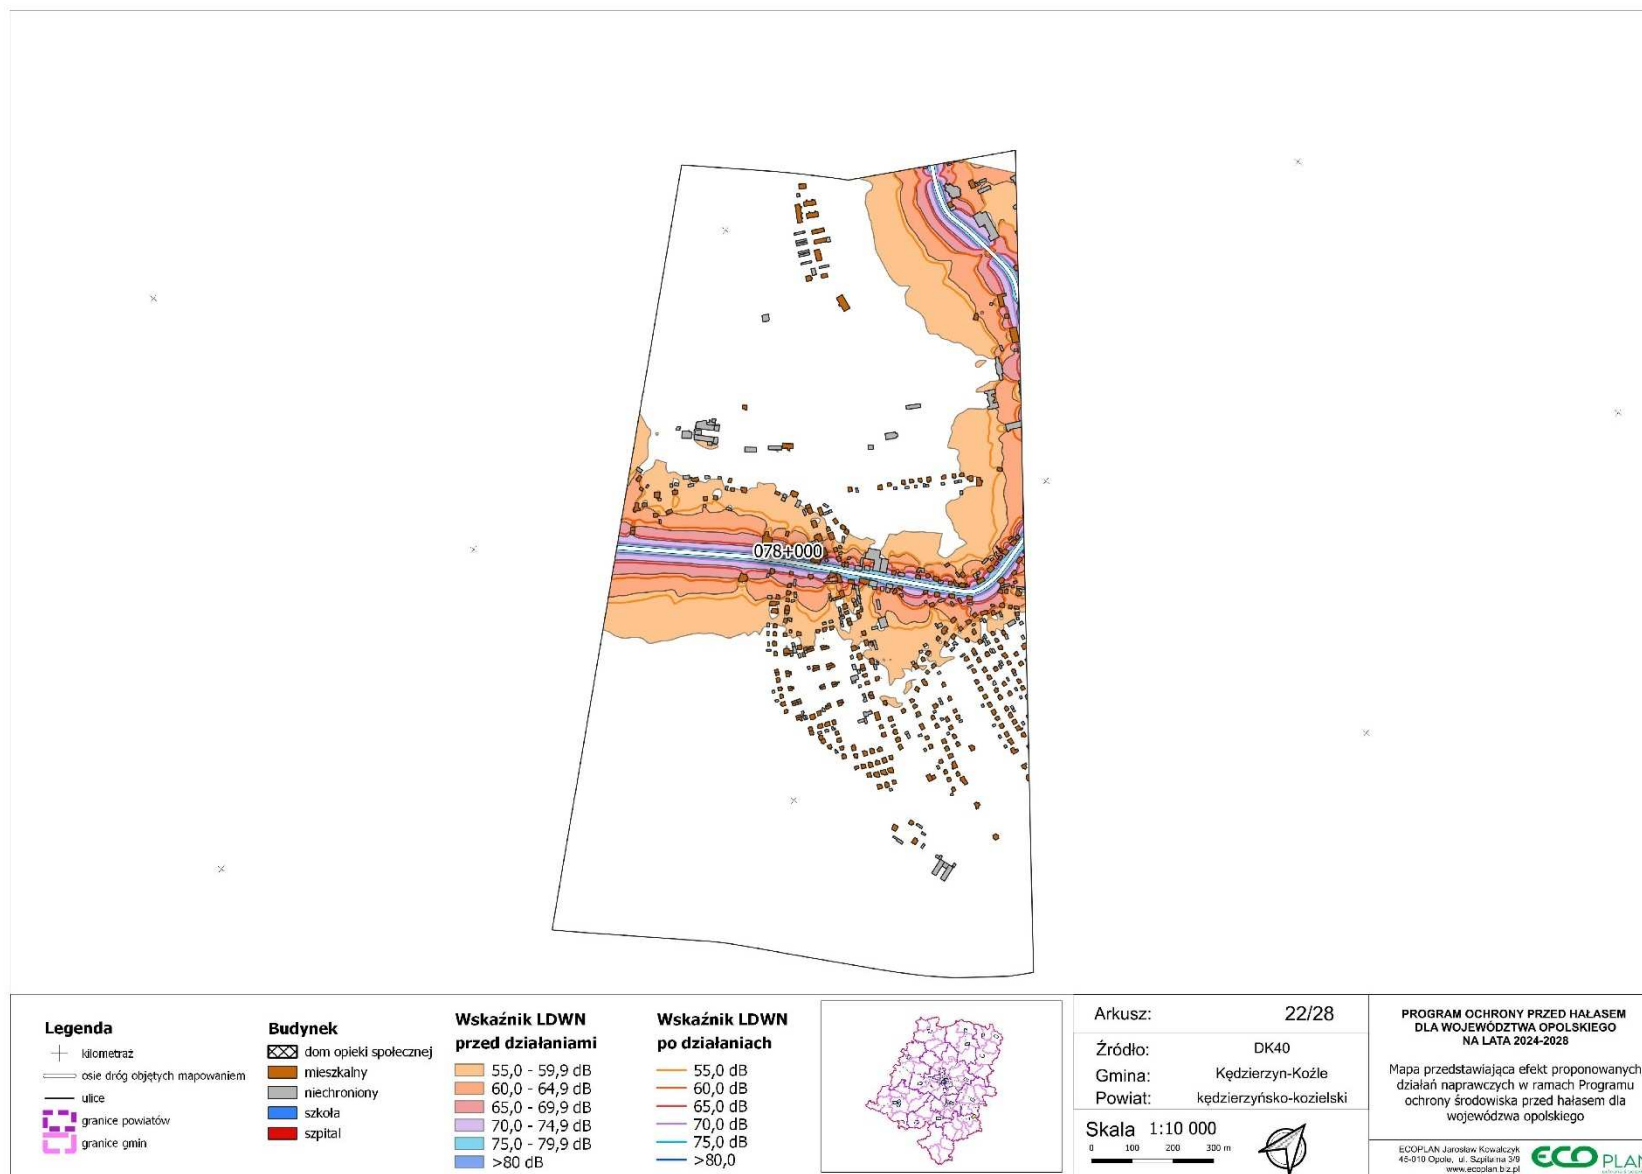 078+000
Legenda
kilometraż
osie dróg objętych mapowaniem
ulice
granice powiatów
granice gmin
Budynek
dom opieki społecznej
mieszkalny
niechroniony
szkoła
szpital
Wskaźnik LDWN
przed działaniami
55,0 - 59,9 dB
60,0 - 64,9 dB
65,0 - 69,9 dB
70,0 - 74,9 dB
75,0 - 79,9 dB
>80 dB
Wskaźnik LDWN
po działaniach
55,0 dB
60,0 dB
65,0 dB
70,0 dB
75,0 dB
>80,0
Arkusz: 22/28
Źródło: DK40
Gmina: Kędzierzyn-Koźle
Powiat: kędzierzyńsko-kozielski
Skala 1:10 000
0 100 200 300 m
PROGRAM OCHRONY PRZED HAŁASEM
DLA WOJEWÓDZTWA OPOLSKIEGO
NA LATA 2024-2028
Mapa przedstawiająca efekt proponowanych
działań naprawczych w ramach Programu
ochrony środowiska przed hałasem dla
wojewódzwa opolskiego
ECOPLAN Jarosław Kowalczyk
45-010 Opole, ul. Szpitalna 3/9
www.ecoplan.biz.pl
ECO PLAN